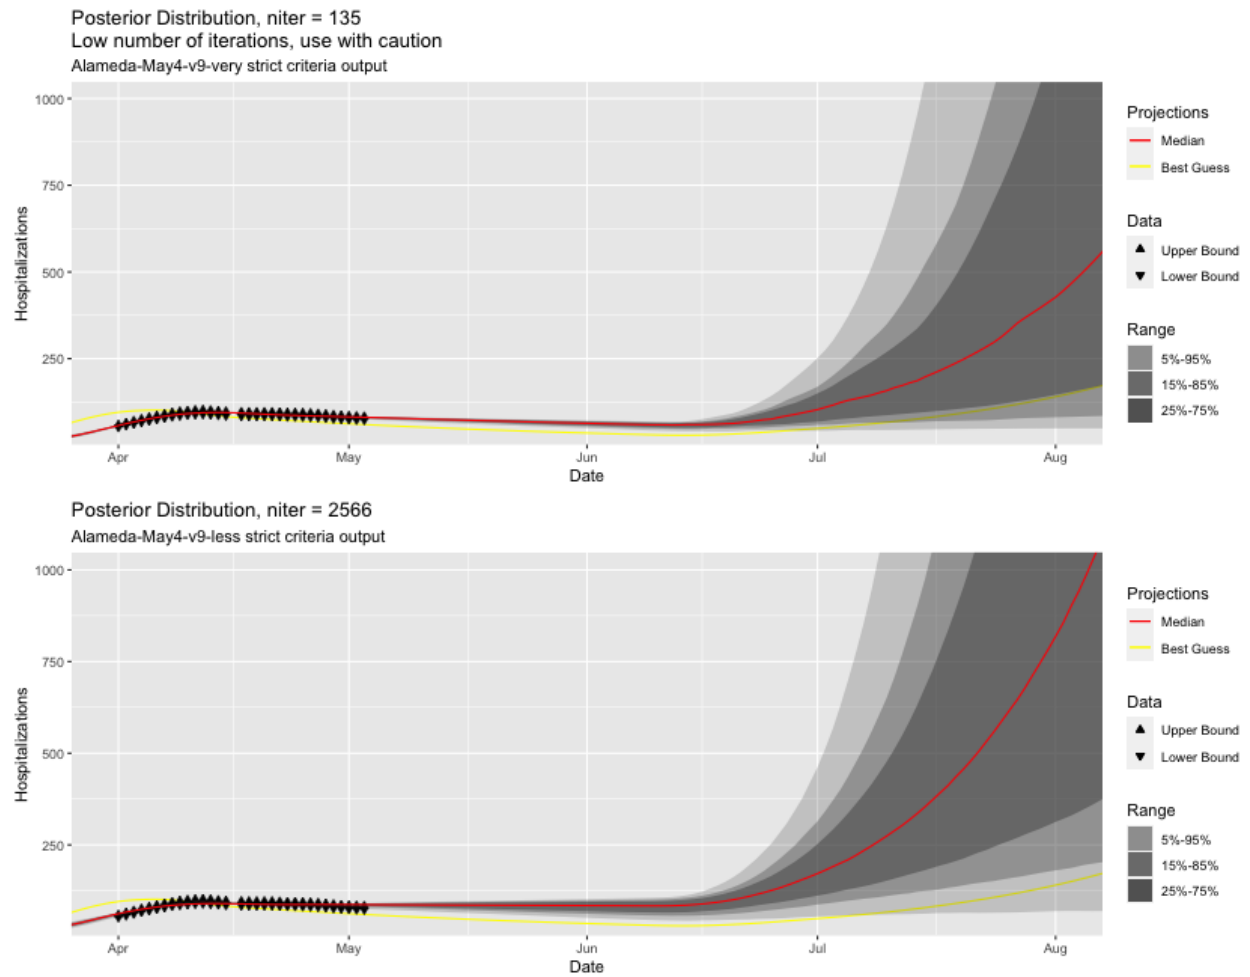 Posterior Distribution, niter = 135
Low number of iterations, use with caution
Alameda-May4-v9-very strict criteria output
1000
750
500
250
Hospitalizations
Apr
May
Jun
Jul
Aug
Date
Projections
Median
Best Guess
Data
Upper Bound
Lower Bound
Range
5%-95%
15%-85%
25%-75%
Posterior Distribution, niter = 2566
Alameda-May4-v9-less strict criteria output
1000
750
500
250
Hospitalizations
Apr
May
Jun
Jul
Aug
Date
Projections
Median
Best Guess
Data
Upper Bound
Lower Bound
Range
5%-95%
15%-85%
25%-75%